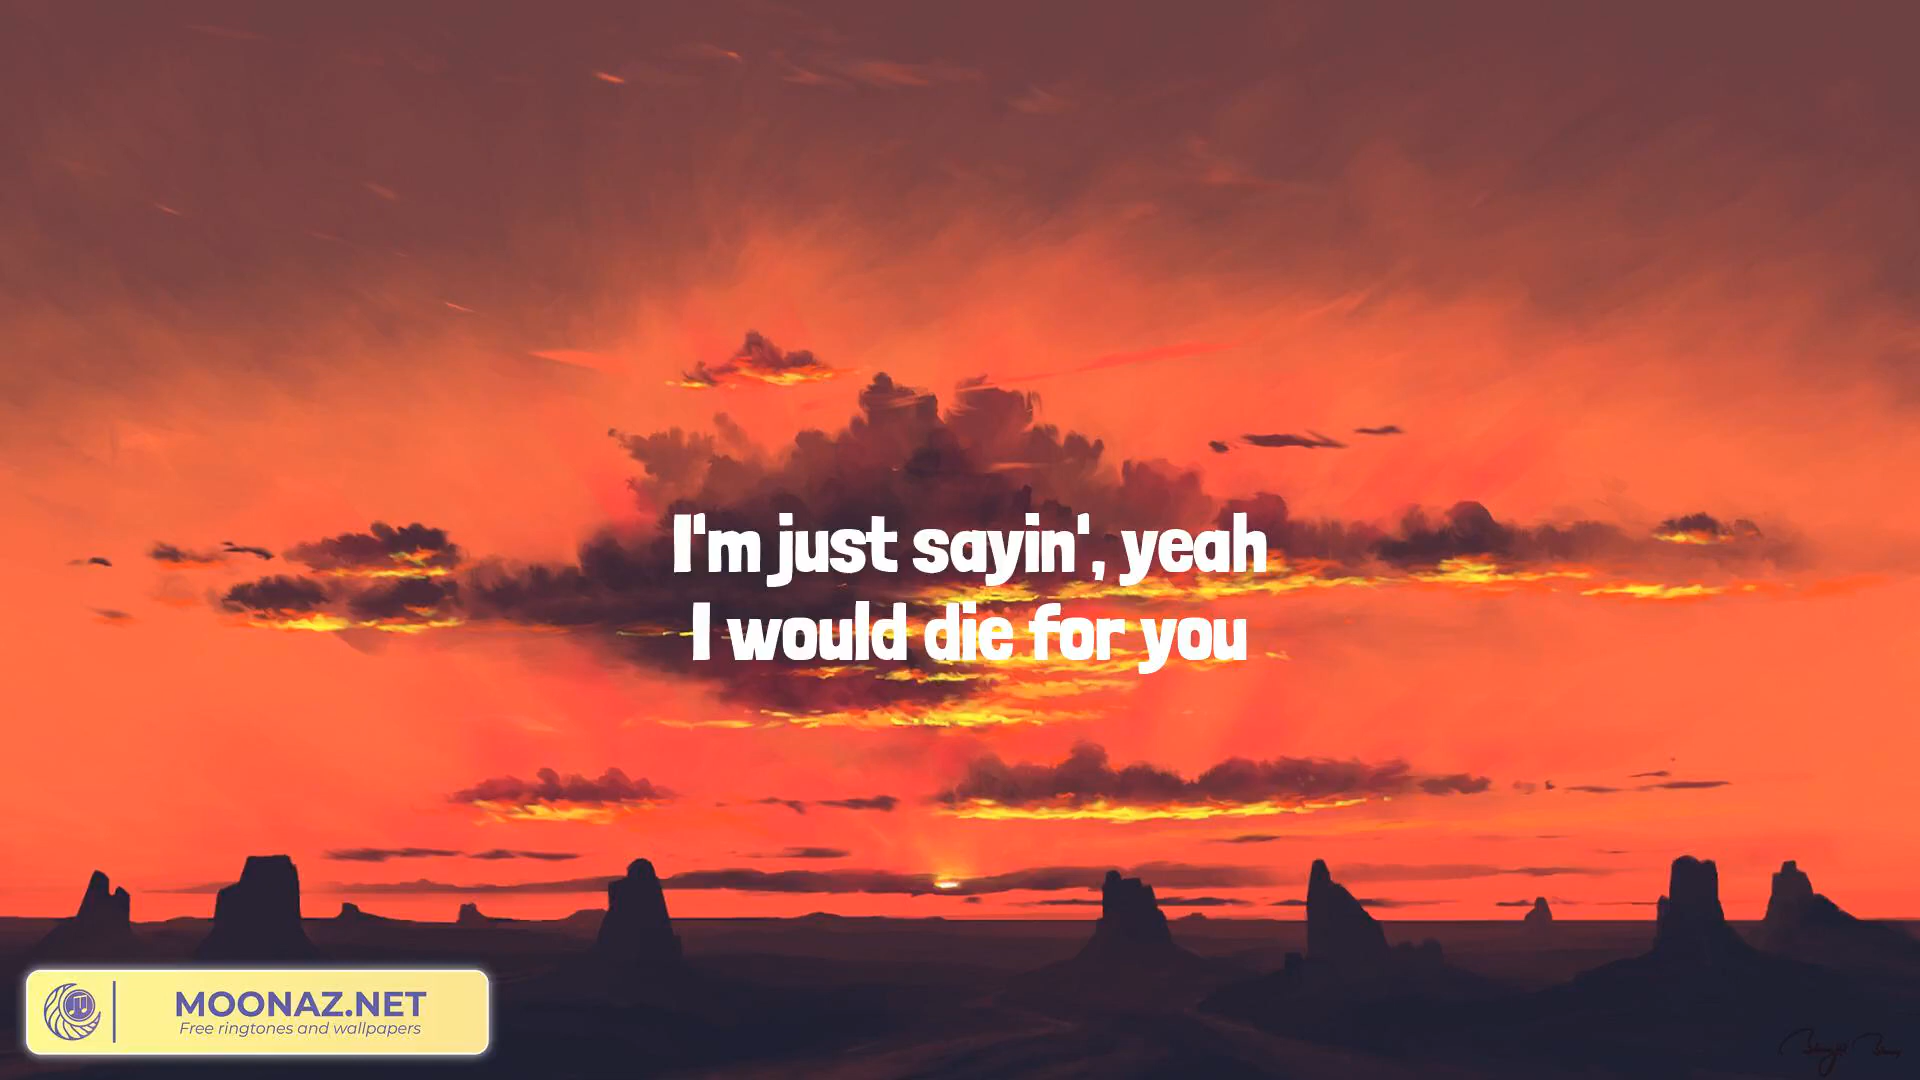 I'm just sayin', yeah
I would die for you
MOONAZ.NET
Free ringtones and wallpapers